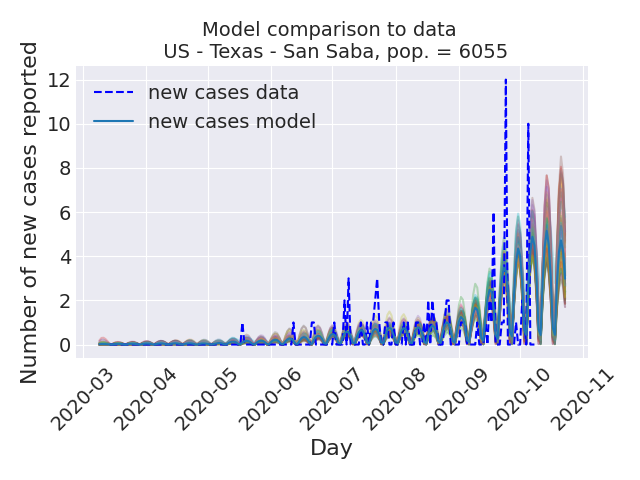 Model comparison to data
US - Texas - San Saba, pop. = 6055
Number of new cases reported
12
10
8
6
4
2
0
new cases data
new cases model
2020-03
2020-04
2020-05
2020-06
2020-07
2020-08
2020-09
2020-10
2020-11
Day